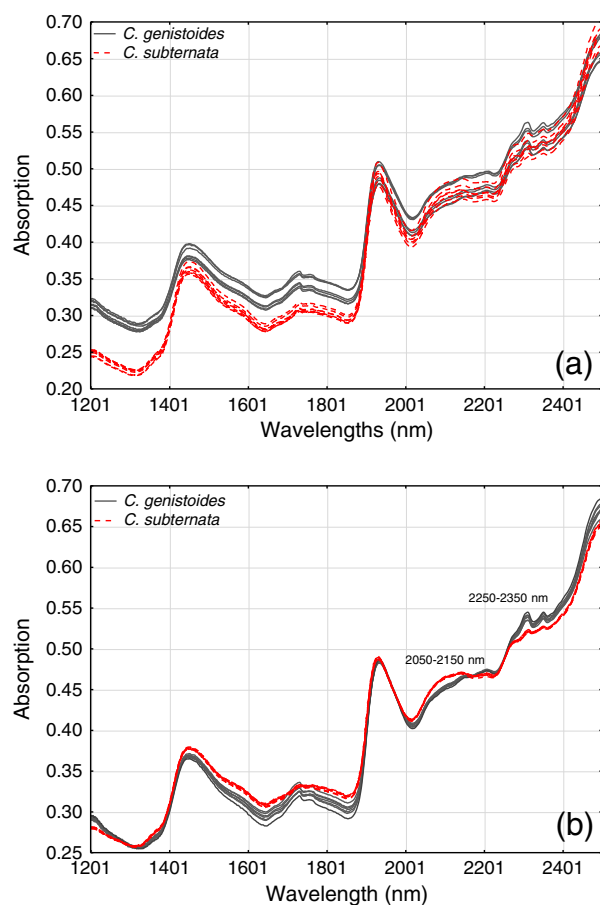 0.70
C. genistoides
C. subternata
0.65
0.60
0.55
0.50
0.45
0.40
0.35
0.30
0.25
0.20
Absorption
(a)
1201 1401 1601 1801 2001 2201 2401
Wavelengths (nm)
0.70
C. genistoides
C. subternata
0.65
0.60
2250-2350 nm
0.55
0.50
2050-2150 nm
0.45
0.40
0.35
0.30
0.25
Absorption
(b)
1201 1401 1601 1801 2001 2201 2401
Wavelength (nm)